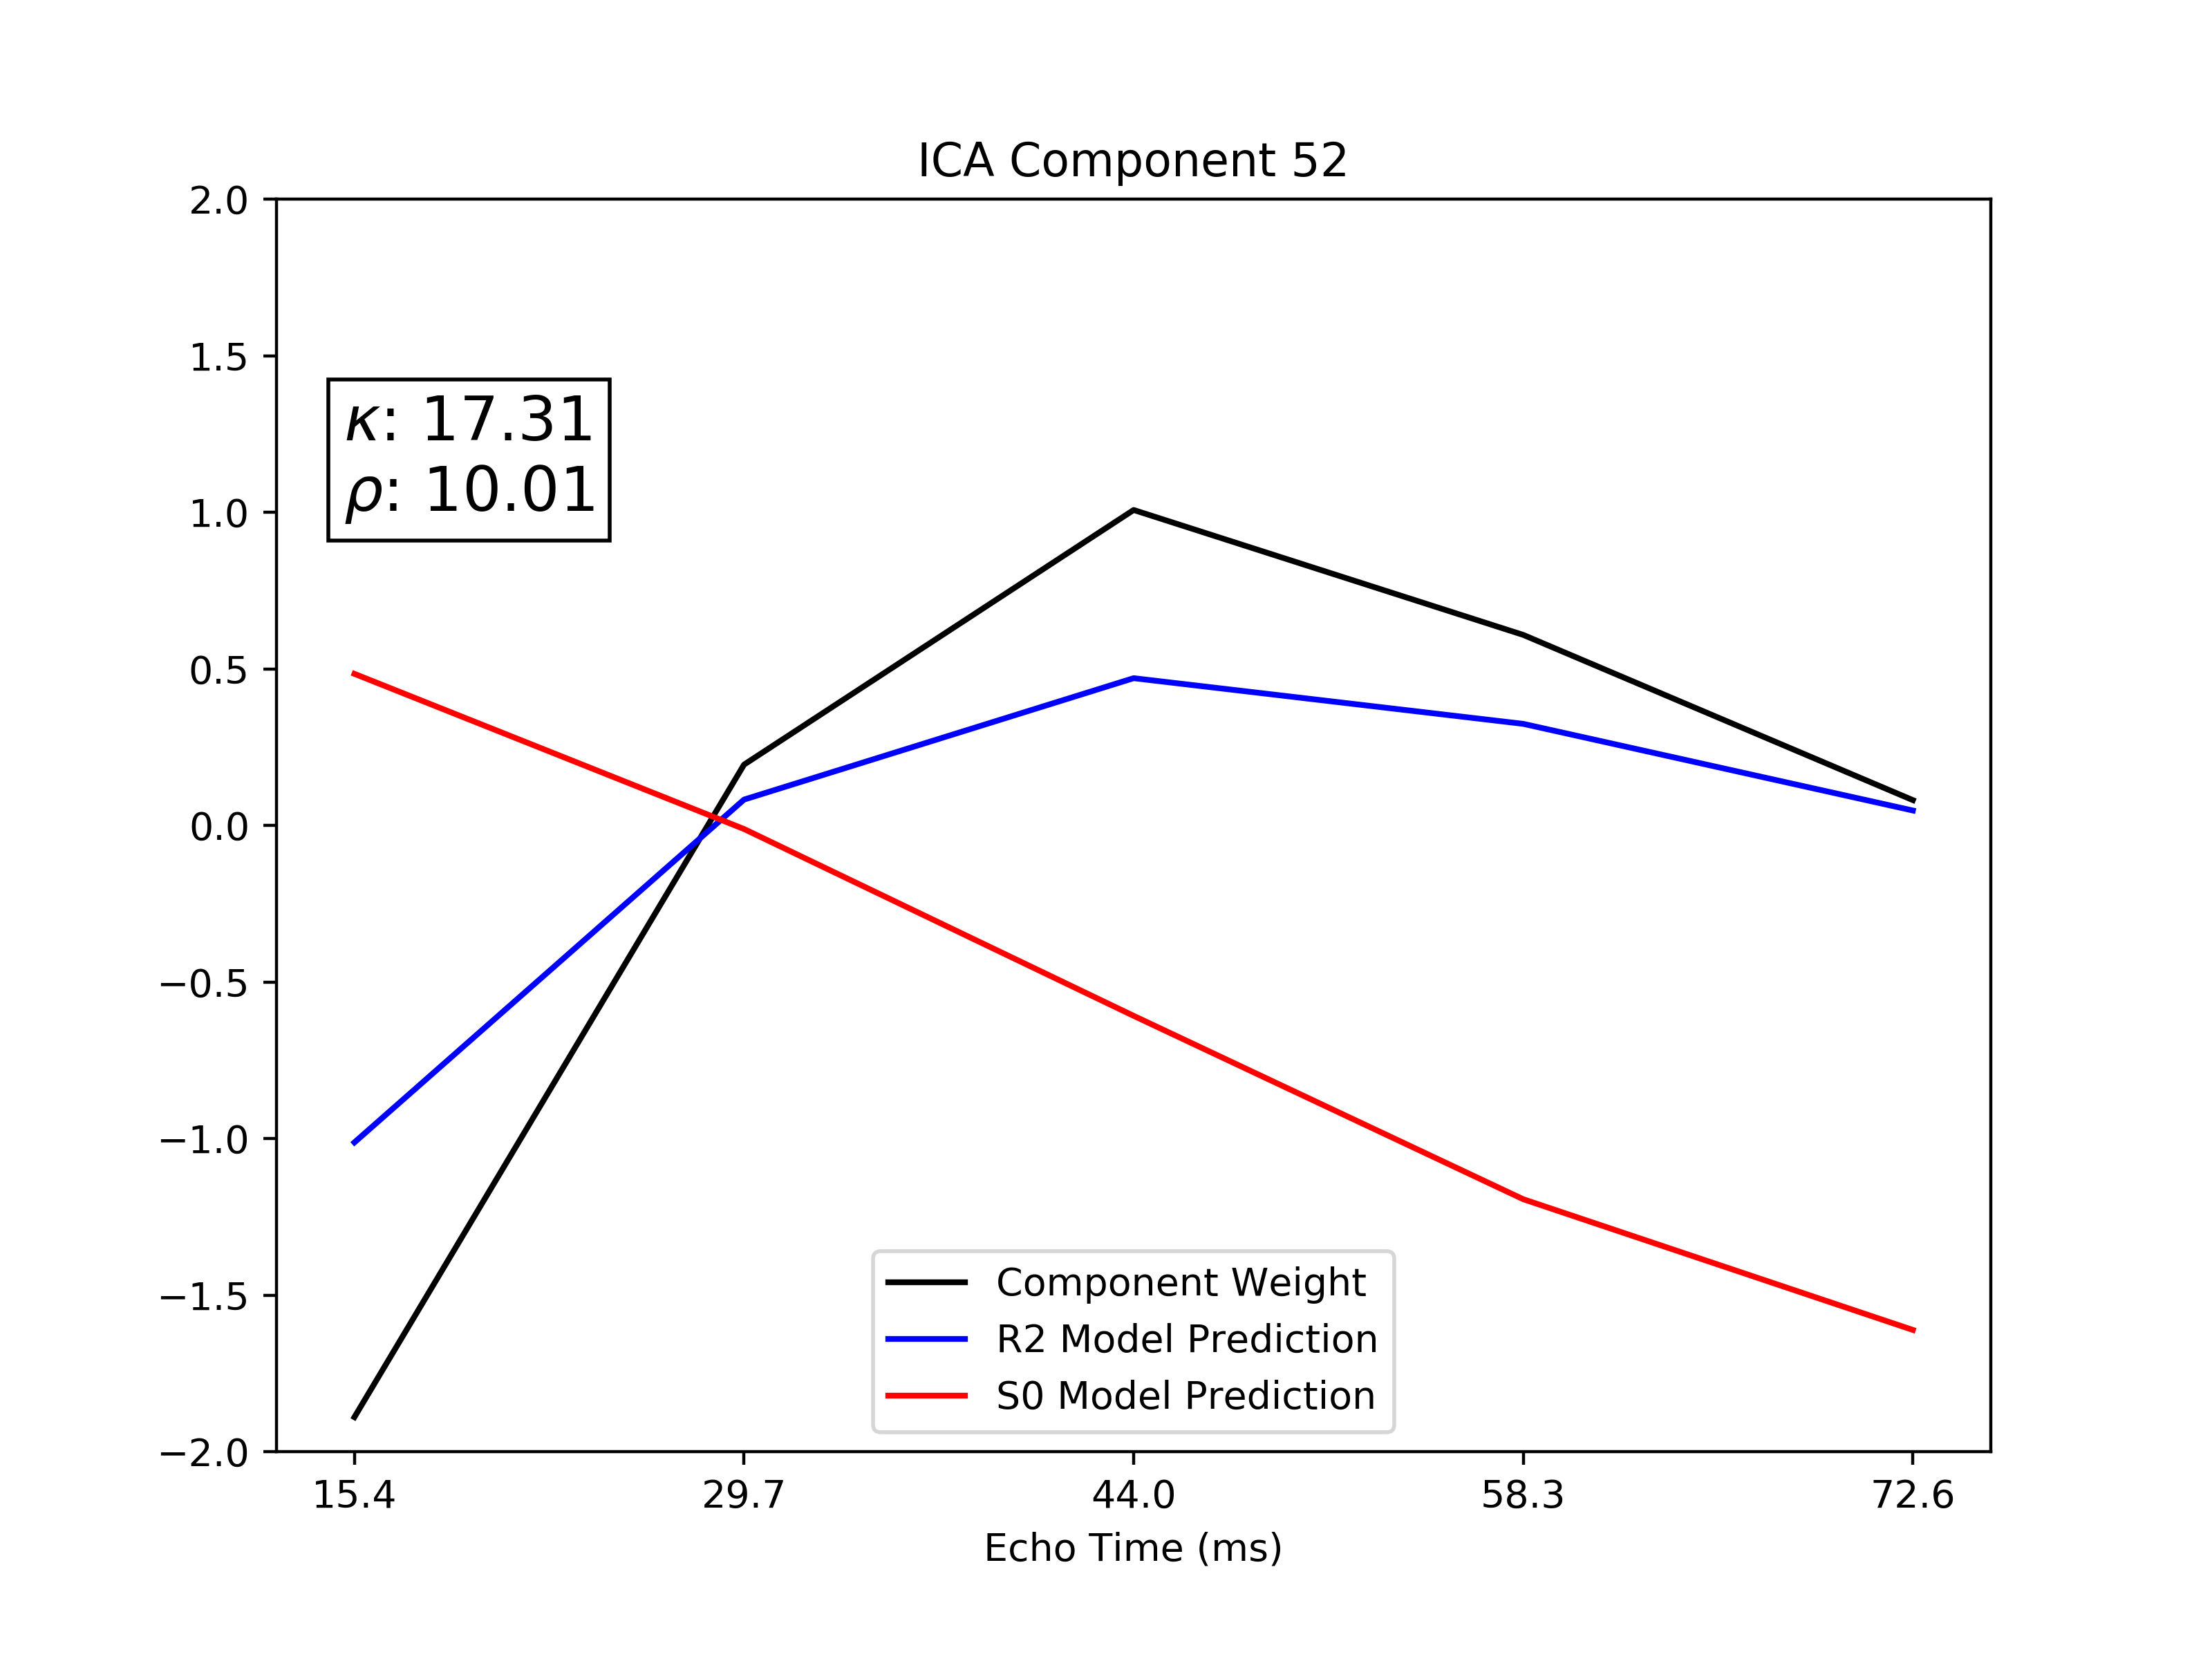 ICA Component 52
2.0
1.5
1.0
0.5
0.0
−0.5
−1.0
−1.5
−2.0
κ: 17.31
ρ: 10.01
Component Weight
R2 Model Prediction
S0 Model Prediction
15.4 29.7 44.0 58.3 72.6
Echo Time (ms)